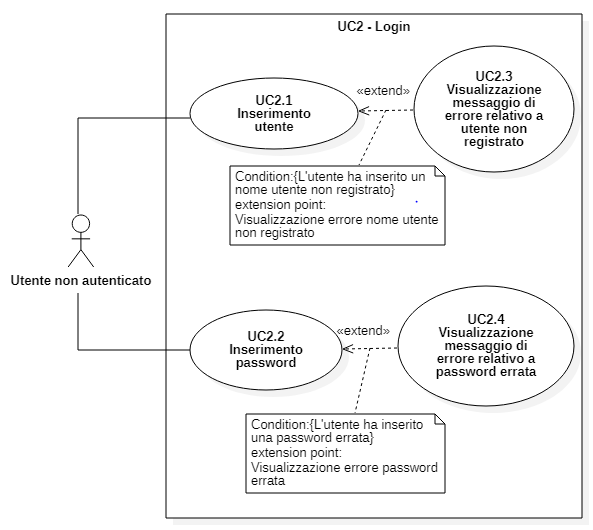 UC2 - Login
UC2.1
Inserimento
utente
«extend»
UC2.3
Visualizzazione
messaggio di
errore relativo a
utente non
registrato
Condition:{L'utente ha inserito un
nome utente non registrato}
extension point:
Visualizzazione errore nome utente
non registrato
Utente non autenticato
UC2.2
Inserimento
password
«extend»
UC2.4
Visualizzazione
messaggio di
errore relativo a
password errata
Condition:{L'utente ha inserito
una password errata}
extension point:
Visualizzazione errore password
errata